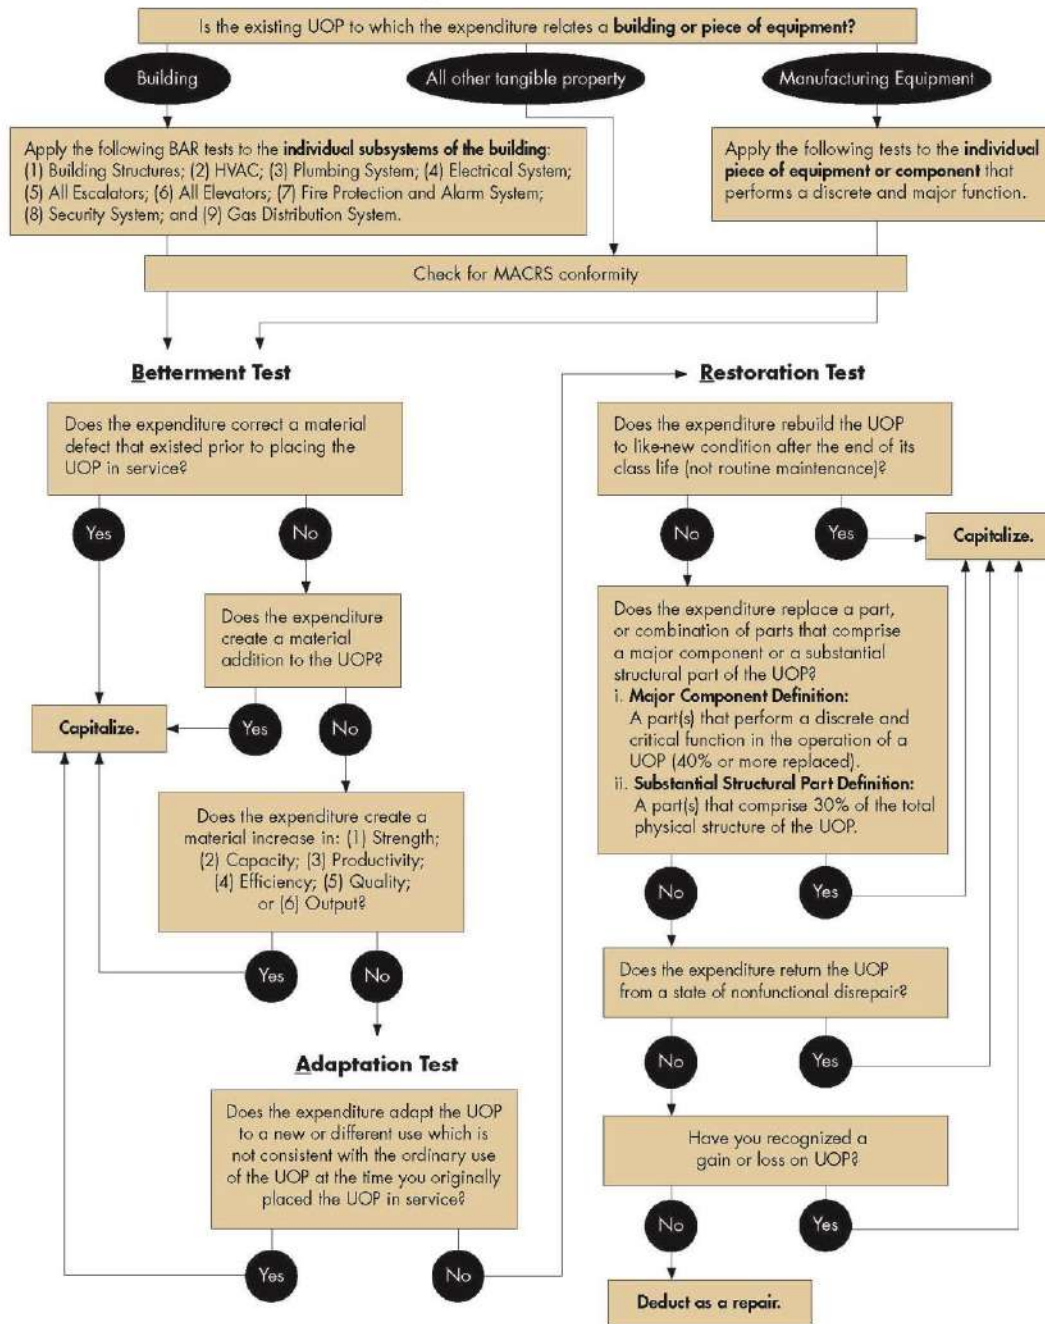 Is the existing UOP to which the expenditure relates a building or piece of equipment?
Building
All other tangible property
Manufacturing Equipment
Apply the following BAR tests to the individual subsystems of the building:
(1) Building Structures; (2) HVAC; (3) Plumbing System; (4) Electrical System;
(5) All Escalators; (6) All Elevators; (7) Fire Protection and Alarm System;
(8) Security System; and (9) Gas Distribution System.
Apply the following tests to the individual
piece of equipment or component that
performs a discrete and major function.
Check for MACRS conformity
Betterment Test
Does the expenditure correct a material
defect that existed prior to placing the
UOP in service?
Yes
No
Does the expenditure
create a material
addition to the UOP?
Capitalize.
Yes
No
Does the expenditure create a
material increase in: (1) Strength;
(2) Capacity; (3) Productivity;
(4) Efficiency; (5) Quality;
or (6) Output?
Yes
No
Adaptation Test
Does the expenditure adapt the UOP
to a new or different use which is
not consistent with the ordinary use
of the UOP at the time you originally
placed the UOP in service?
Yes
No
Restoration Test
Does the expenditure rebuild the UOP
to like-new condition after the end of its
class life (not routine maintenance)?
No
Yes
Capitalize.
Does the expenditure replace a part,
or combination of parts that comprise
a major component or a substantial
structural part of the UOP?
i. Major Component Definition:
A part(s) that perform a discrete and
critical function in the operation of a
UOP (40% or more replaced).
ii. Substantial Structural Part Definition:
A part(s) that comprise 30% of the total
physical structure of the UOP.
No
Yes
Does the expenditure return the UOP
from a state of nonfunctional disrepair?
No
Yes
Have you recognized a
gain or loss on UOP?
No
Yes
Deduct as a repair.